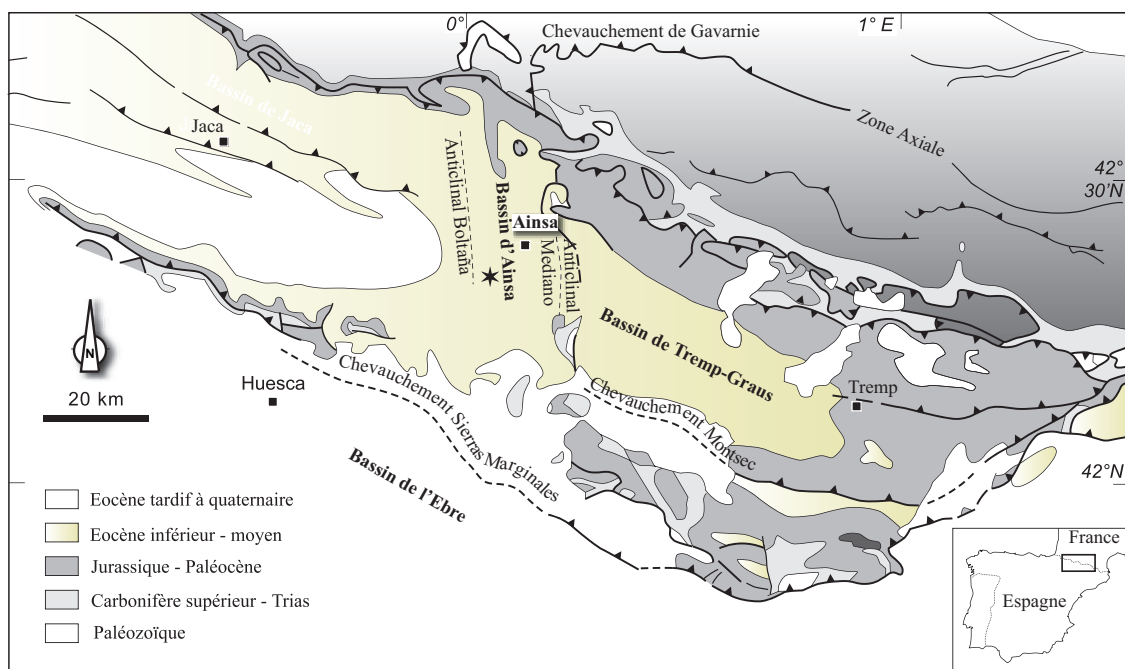 0°
Chevauchement de Gavarnie
1° E
Bassin de Jaca
Jaca
Zone Axiale
42°
30'N
Anticlinal Boltaña
Bassin d'Ainsa
Ainsa
Anticlinal
Mediano
Bassin de Tremp-Graus
N
20 km
Huesca
Chevauchement Sierras Marginales
Chevauchement Montsec
Tremp
Bassin de l'Ebre
42°N
Eocène tardif à quaternaire
Eocène inférieur - moyen
Jurassique - Paléocène
Carbonifère supérieur - Trias
Paléozoïque
France
Espagne